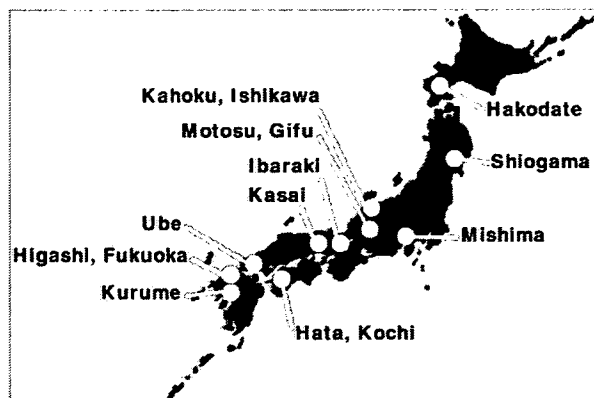 Kahoku, Ishikawa
Motosu, Gifu
Ibaraki
Kasai
Ube
Higashi, Fukuoka
Kurume
Hakodate
Shiogama
Mishima
Hata, Kochi